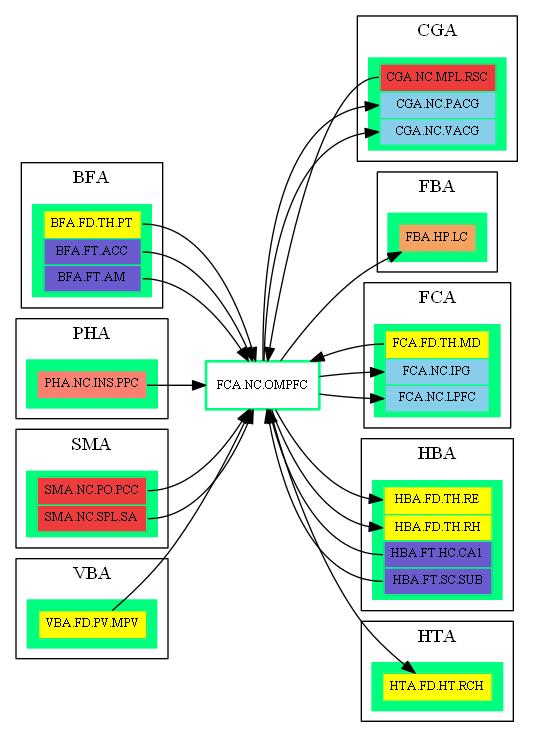 CGA
CGA.NC.MPL.RSC
CGA.NC.PACG
CGA.NC.VACG
BFA
BFA.FD.TH.PT
BFA.FT.ACC
BFA.FT.AM
FBA
FBA.HP.LC
PHA
PHA.NC.INS.PPC
FCA.NC.OMPFC
FCA
FCA.FD.TH.MD
FCA.NC.IPG
FCA.NC.LPFC
SMA
SMA.NC.PO.PCC
SMA.NC.SPL.SA
HBA
HBA.FD.TH.RE
HBA.FD.TH.RH
HBA.FT.HC.CA1
HBA.FT.SC.SUB
VBA
VBA.FD.PV.MPV
HTA
HTA.FD.HT.RCH